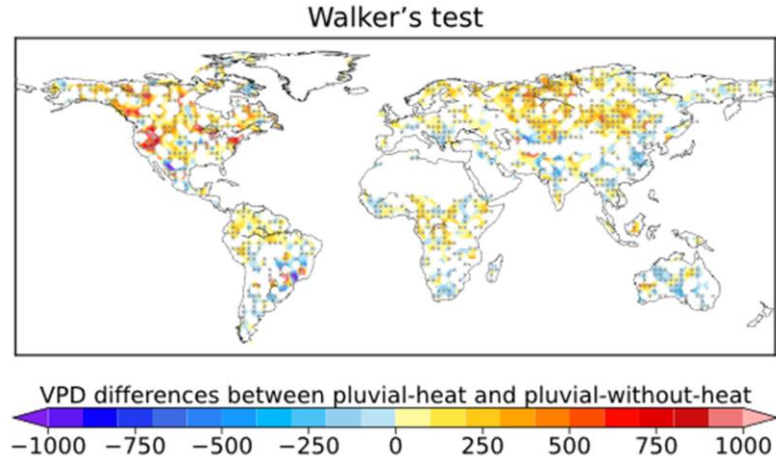 Walker’s test
VPD differences between pluvial-heat and pluvial-without-heat
−1000 −750 −500 −250 0 250 500 750 1000